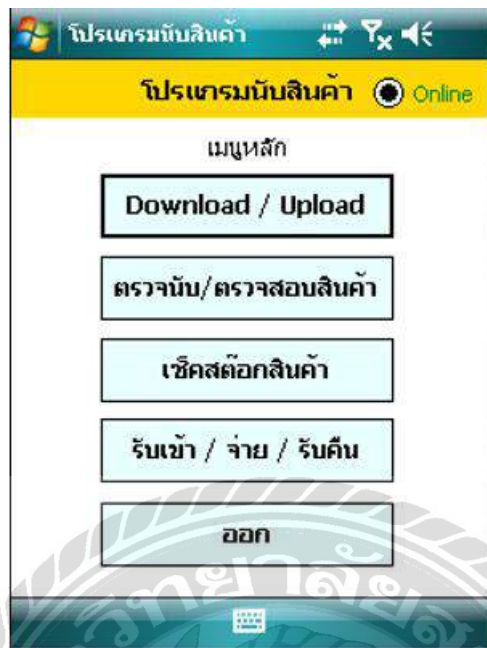 โปรแกรมนับสินค้า
โปรแกรมนับสินค้า Online
เมนูหลัก
Download / Upload
ตรวจนับ/ตรวจสอบสินค้า
เช็คสต๊อกสินค้า
รับเข้า / จ่าย / รับคืน
ออก